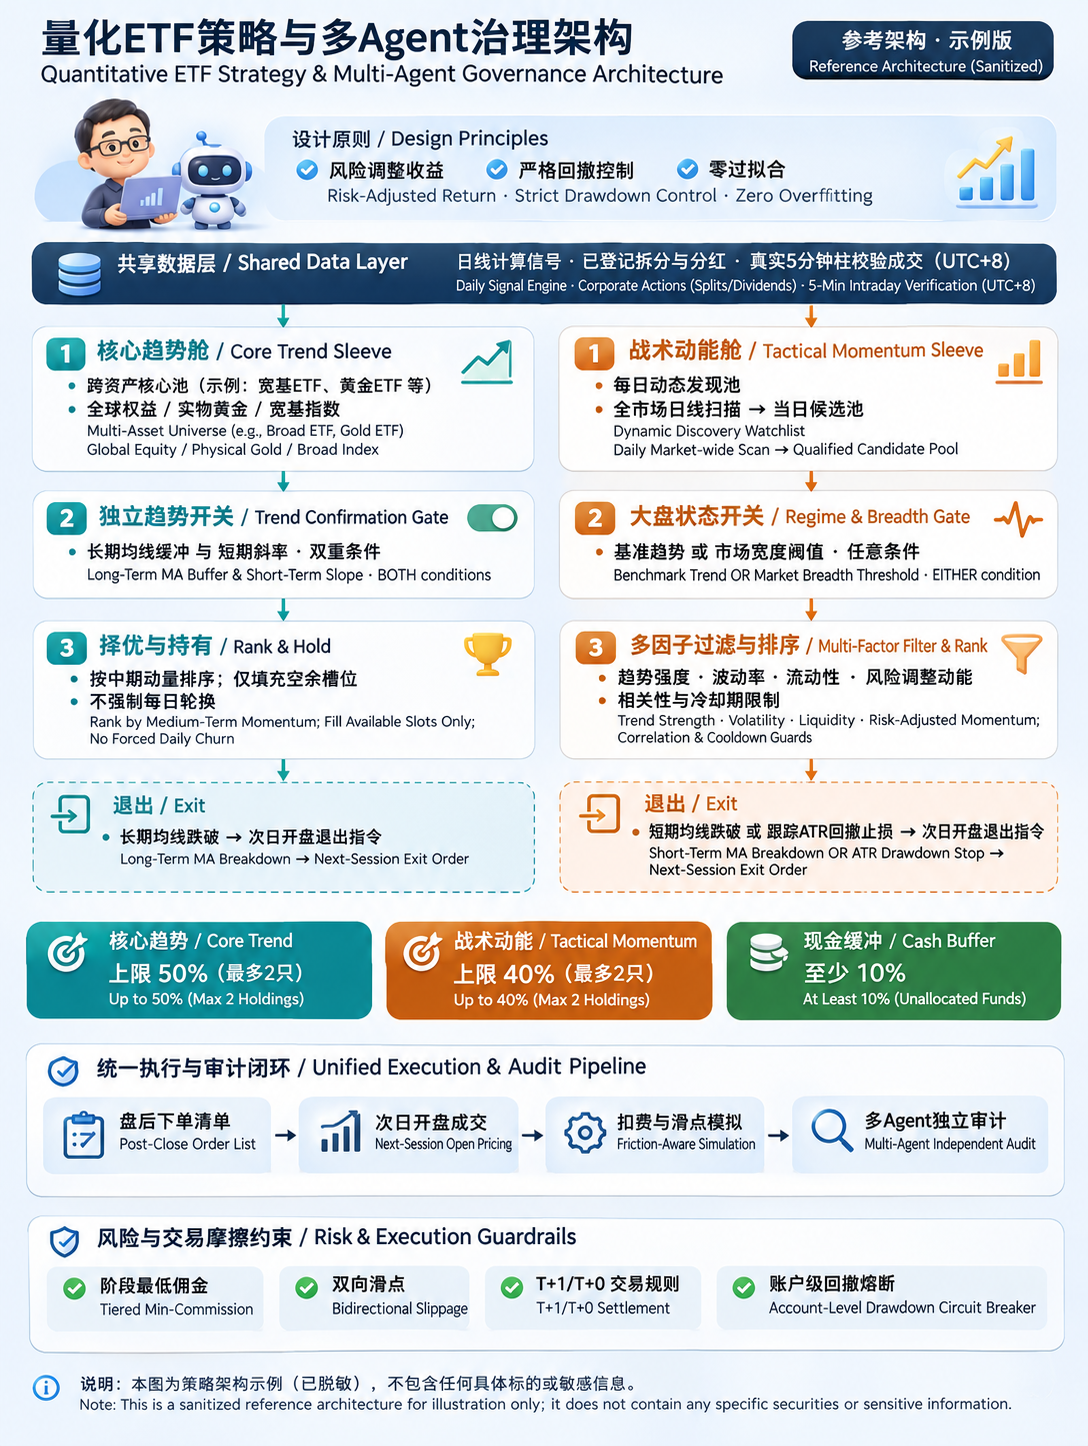 量化ETF策略与多Agent治理架构
Quantitative ETF Strategy & Multi-Agent Governance Architecture
参考架构 · 示例版
Reference Architecture (Sanitized)
设计原则 / Design Principles
风险调整收益
严格回撤控制
零过拟合
Risk-Adjusted Return · Strict Drawdown Control · Zero Overffitting
共享数据层 / Shared Data Layer
日线计算信号 · 已登记拆分与分红 · 真实5分钟柱校验成交（UTC+8）
Daily Signal Engine · Corporate Actions (Splits/Dividends) · 5-Min Intraday Verification (UTC+8)
1 核心趋势舱 / Core Trend Sleeve
• 跨资产核心池（示例：宽基ETF、黄金ETF 等）
• 全球权益 / 实物黄金 / 宽基指数
Multi-Asset Universe (e.g., Broad ETF, Gold ETF)
Global Equity / Physical Gold / Broad Index
2 独立趋势开关 / Trend Confirmation Gate
• 长期均线缓冲 与 短期斜率 · 双重条件
Long-Term MA Buffer & Short-Term Slope · BOTH conditions
3 择优与持有 / Rank & Hold
• 按中期动量排序；仅填充空余槽位
• 不强制每日轮换
Rank by Medium-Term Momentum; Fill Available Slots Only;
No Forced Daily Churn
退出 / Exit
• 长期均线跌破 → 次日开盘退出指令
Long-Term MA Breakdown → Next-Session Exit Order
1 战术动能舱 / Tactical Momentum Sleeve
• 每日动态发现池
• 全市场日线扫描 → 当日候选池
Dynamic Discovery Watchlist
Daily Market-wide Scan → Qualified Candidate Pool
2 大盘状态开关 / Regime & Breadth Gate
• 基准趋势 或 市场宽度阀值 · 任意条件
Benchmark Trend OR Market Breadth Threshold · EITHER condition
3 多因子过滤与排序 / Multi-Factor Filter & Rank
• 趋势强度 · 波动率 · 流动性 · 风险调整动能
• 相关性与冷却期限制
Trend Strength · Volatility · Liquidity · Risk-Adjusted Momentum;
Correlation & Cooldown Guards
退出 / Exit
• 短期均线跌破 或 跟踪ATR回撤止损 → 次日开盘退出指令
Short-Term MA Breakdown OR ATR Drawdown Stop →
Next-Session Exit Order
核心趋势 / Core Trend
上限 50%（最多2只）
Up to 50% (Max 2 Holdings)
战术动能 / Tactical Momentum
上限 40%（最多2只）
Up to 40% (Max 2 Holdings)
现金缓冲 / Cash Buffer
至少 10%
At Least 10% (Unallocated Funds)
统一执行与审计闭环 / Unified Execution & Audit Pipeline
盘后下单清单
Post-Close Order List
次日开盘成交
Next-Session Open Pricing
扣费与滑点模拟
Friction-Aware Simulation
多Agent独立审计
Multi-Agent Independent Audit
风险与交易摩擦约束 / Risk & Execution Guardrails
阶段最低佣金
Tiered Min-Commission
双向滑点
Bidirectional Slippage
T+1/T+0 交易规则
T+1/T+0 Settlement
账户级回撤熔断
Account-Level Drawdown Circuit Breaker
说明：本图为策略架构示例（已脱敏），不包含任何具体标的或敏感信息。
Note: This is a sanitized reference architecture for illustration only; it does not contain any specific securities or sensitive information.